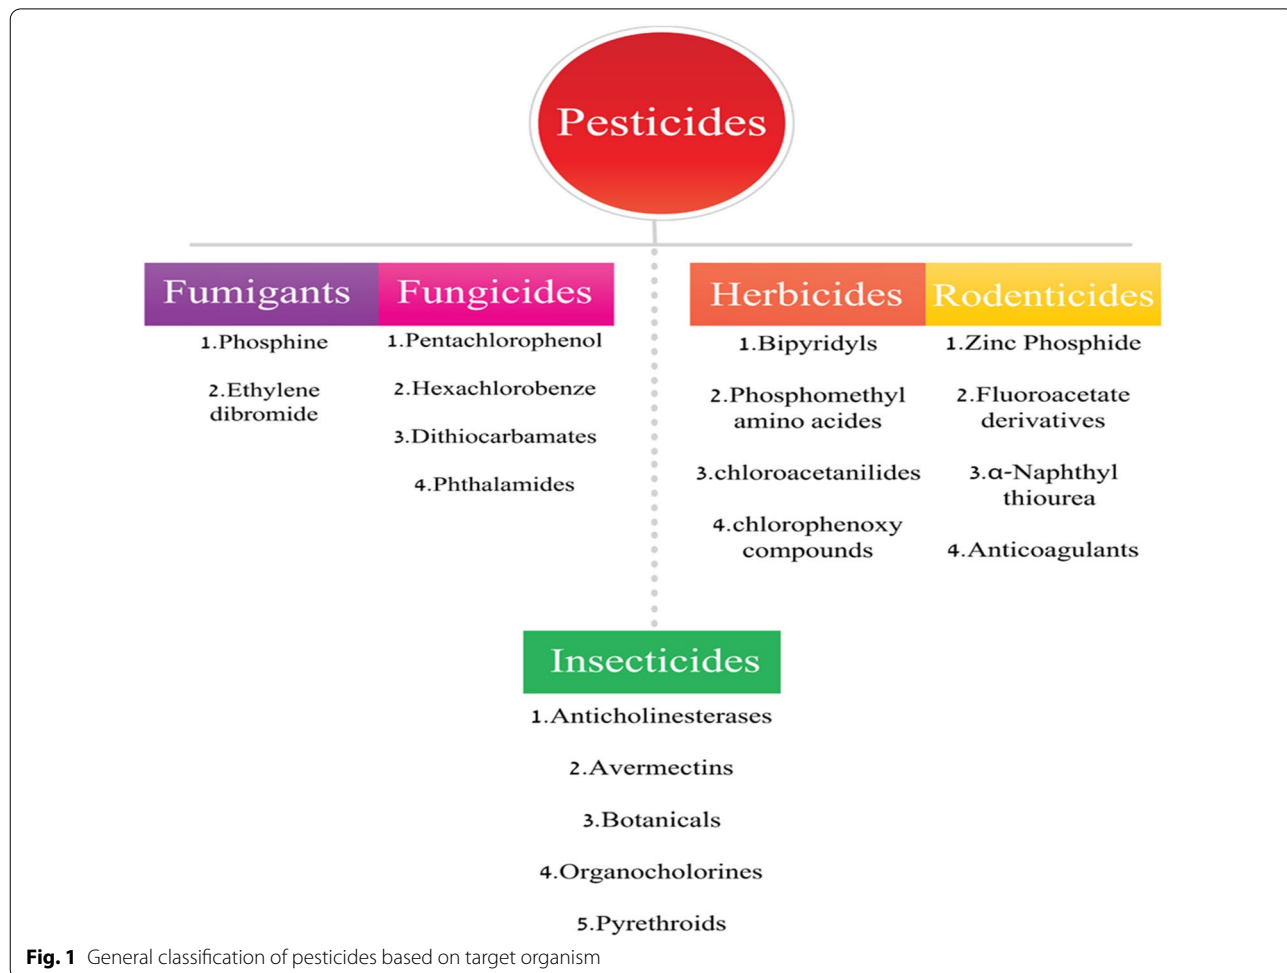 Pesticides
Fumigants
1.Phosphine
2.Ethylene
dibromide
Fungicides
1.Pentachlorophenol
2.Hexachlorobenze
3.Dithiocarbamates
4.Phthalamides
Herbicides
1.Bipyridyls
2.Phosphomethyl
amino acides
3.chloroacetanilides
4.chlorophenoxy
compounds
Rodenticides
1.Zinc Phosphide
2.Fluoroacetate
derivatives
3.α-Naphthyl
thiourea
4.Anticoagulants
Insecticides
1.Anticholinesterases
2.Avermectins
3.Botanicals
4.Organocholorines
5.Pyrethroids
Fig. 1 General classification of pesticides based on target organism